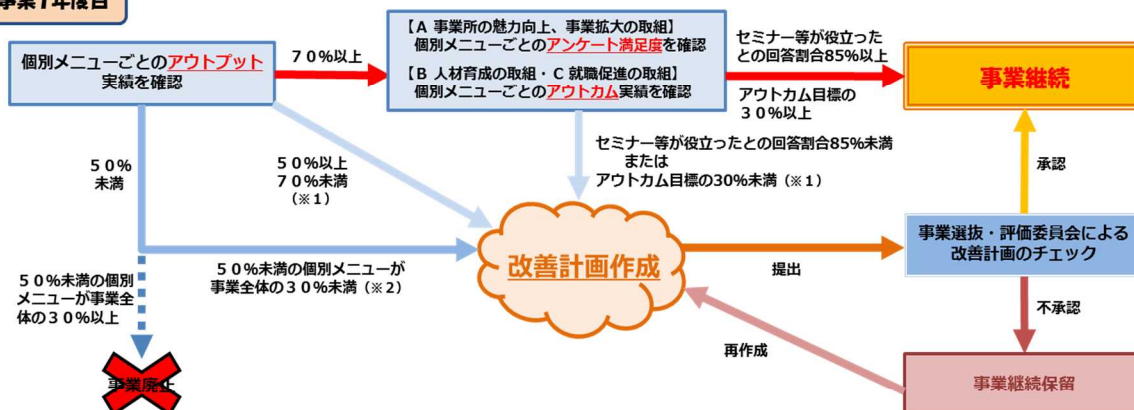 事業1年度目
個別メニューごとのアウトプット
実績を確認
70%以上
【A 事業所の魅力向上、事業拡大の取組】
個別メニューごとのアンケート満足度を確認
【B 人材育成の取組・C 就職促進の取組】
個別メニューごとのアウトカム実績を確認
セミナー等が役立った
との回答割合85%以上
アウトカム目標の
30%以上
事業継続
50%
未満
50%以上
70%未満
(※1)
セミナー等が役立ったとの回答割合85%未満
または
アウトカム目標の30%未満(※1)
承認
50%未満の個別
メニューが事業全
体の30%以上
50%未満の個別メニューが
事業全体の30%未満(※2)
改善計画作成
提出
事業選抜・評価委員会による
改善計画のチェック
不承認
再作成
事業廃止
事業継続保留